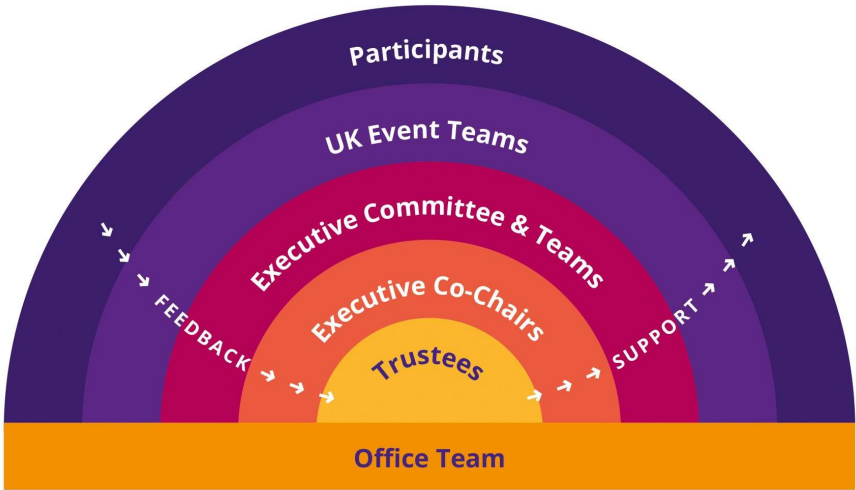 Participants
UK Event Teams
Executive Committee & Teams
Executive Co-Chairs
Trustees
FEEDBACK
SUPPORT
Office Team